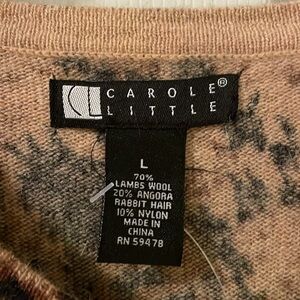 CAROLE®
LITTLE
L
70%
LAMBS WOOL
20% ANGORA
RABBIT HAIR
10% NYLON
MADE IN
CHINA
RN 59478